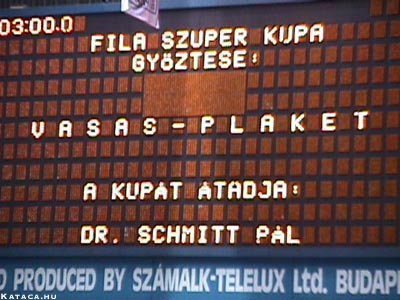 03:00.0
FILA SZUPER KUPA
GYŐZTESE:
VASAS-PLAKET
A KUPÁT ÁTADJA:
DR. SCHMITT PÁL
D PRODUCED BY SZÁMALK-TELELUX Ltd. BUDAP
KATACA.HU